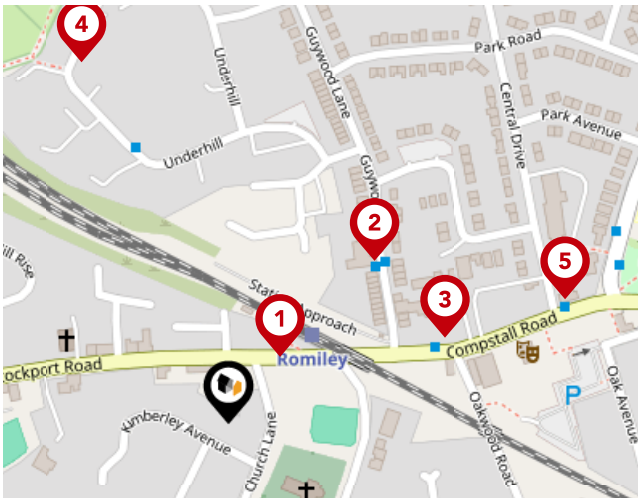 4
Guywood Lane
Park Road
Underhill
Central Drive
Park Avenue
Underhill
Guywo
2
5
ill Rise
Station Approach
3
1
Romiley
Compstall Road
ockport Road
P
Oak Avenue
Kimberley Avenue
Church Lane
Oakwood Road